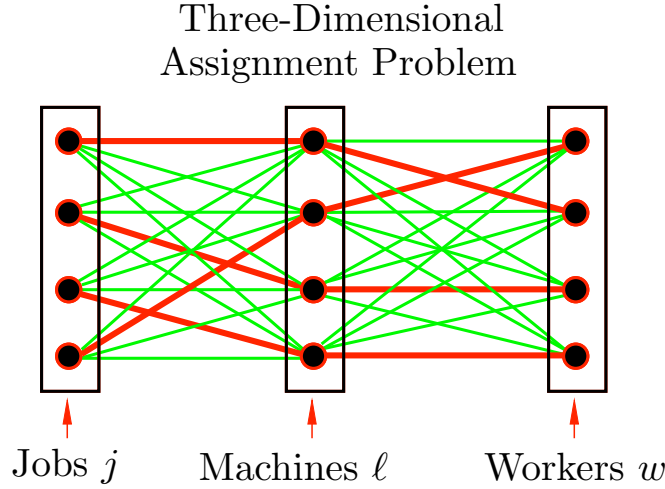 Three-Dimensional
Assignment Problem
Jobs j
Machines ℓ
Workers w